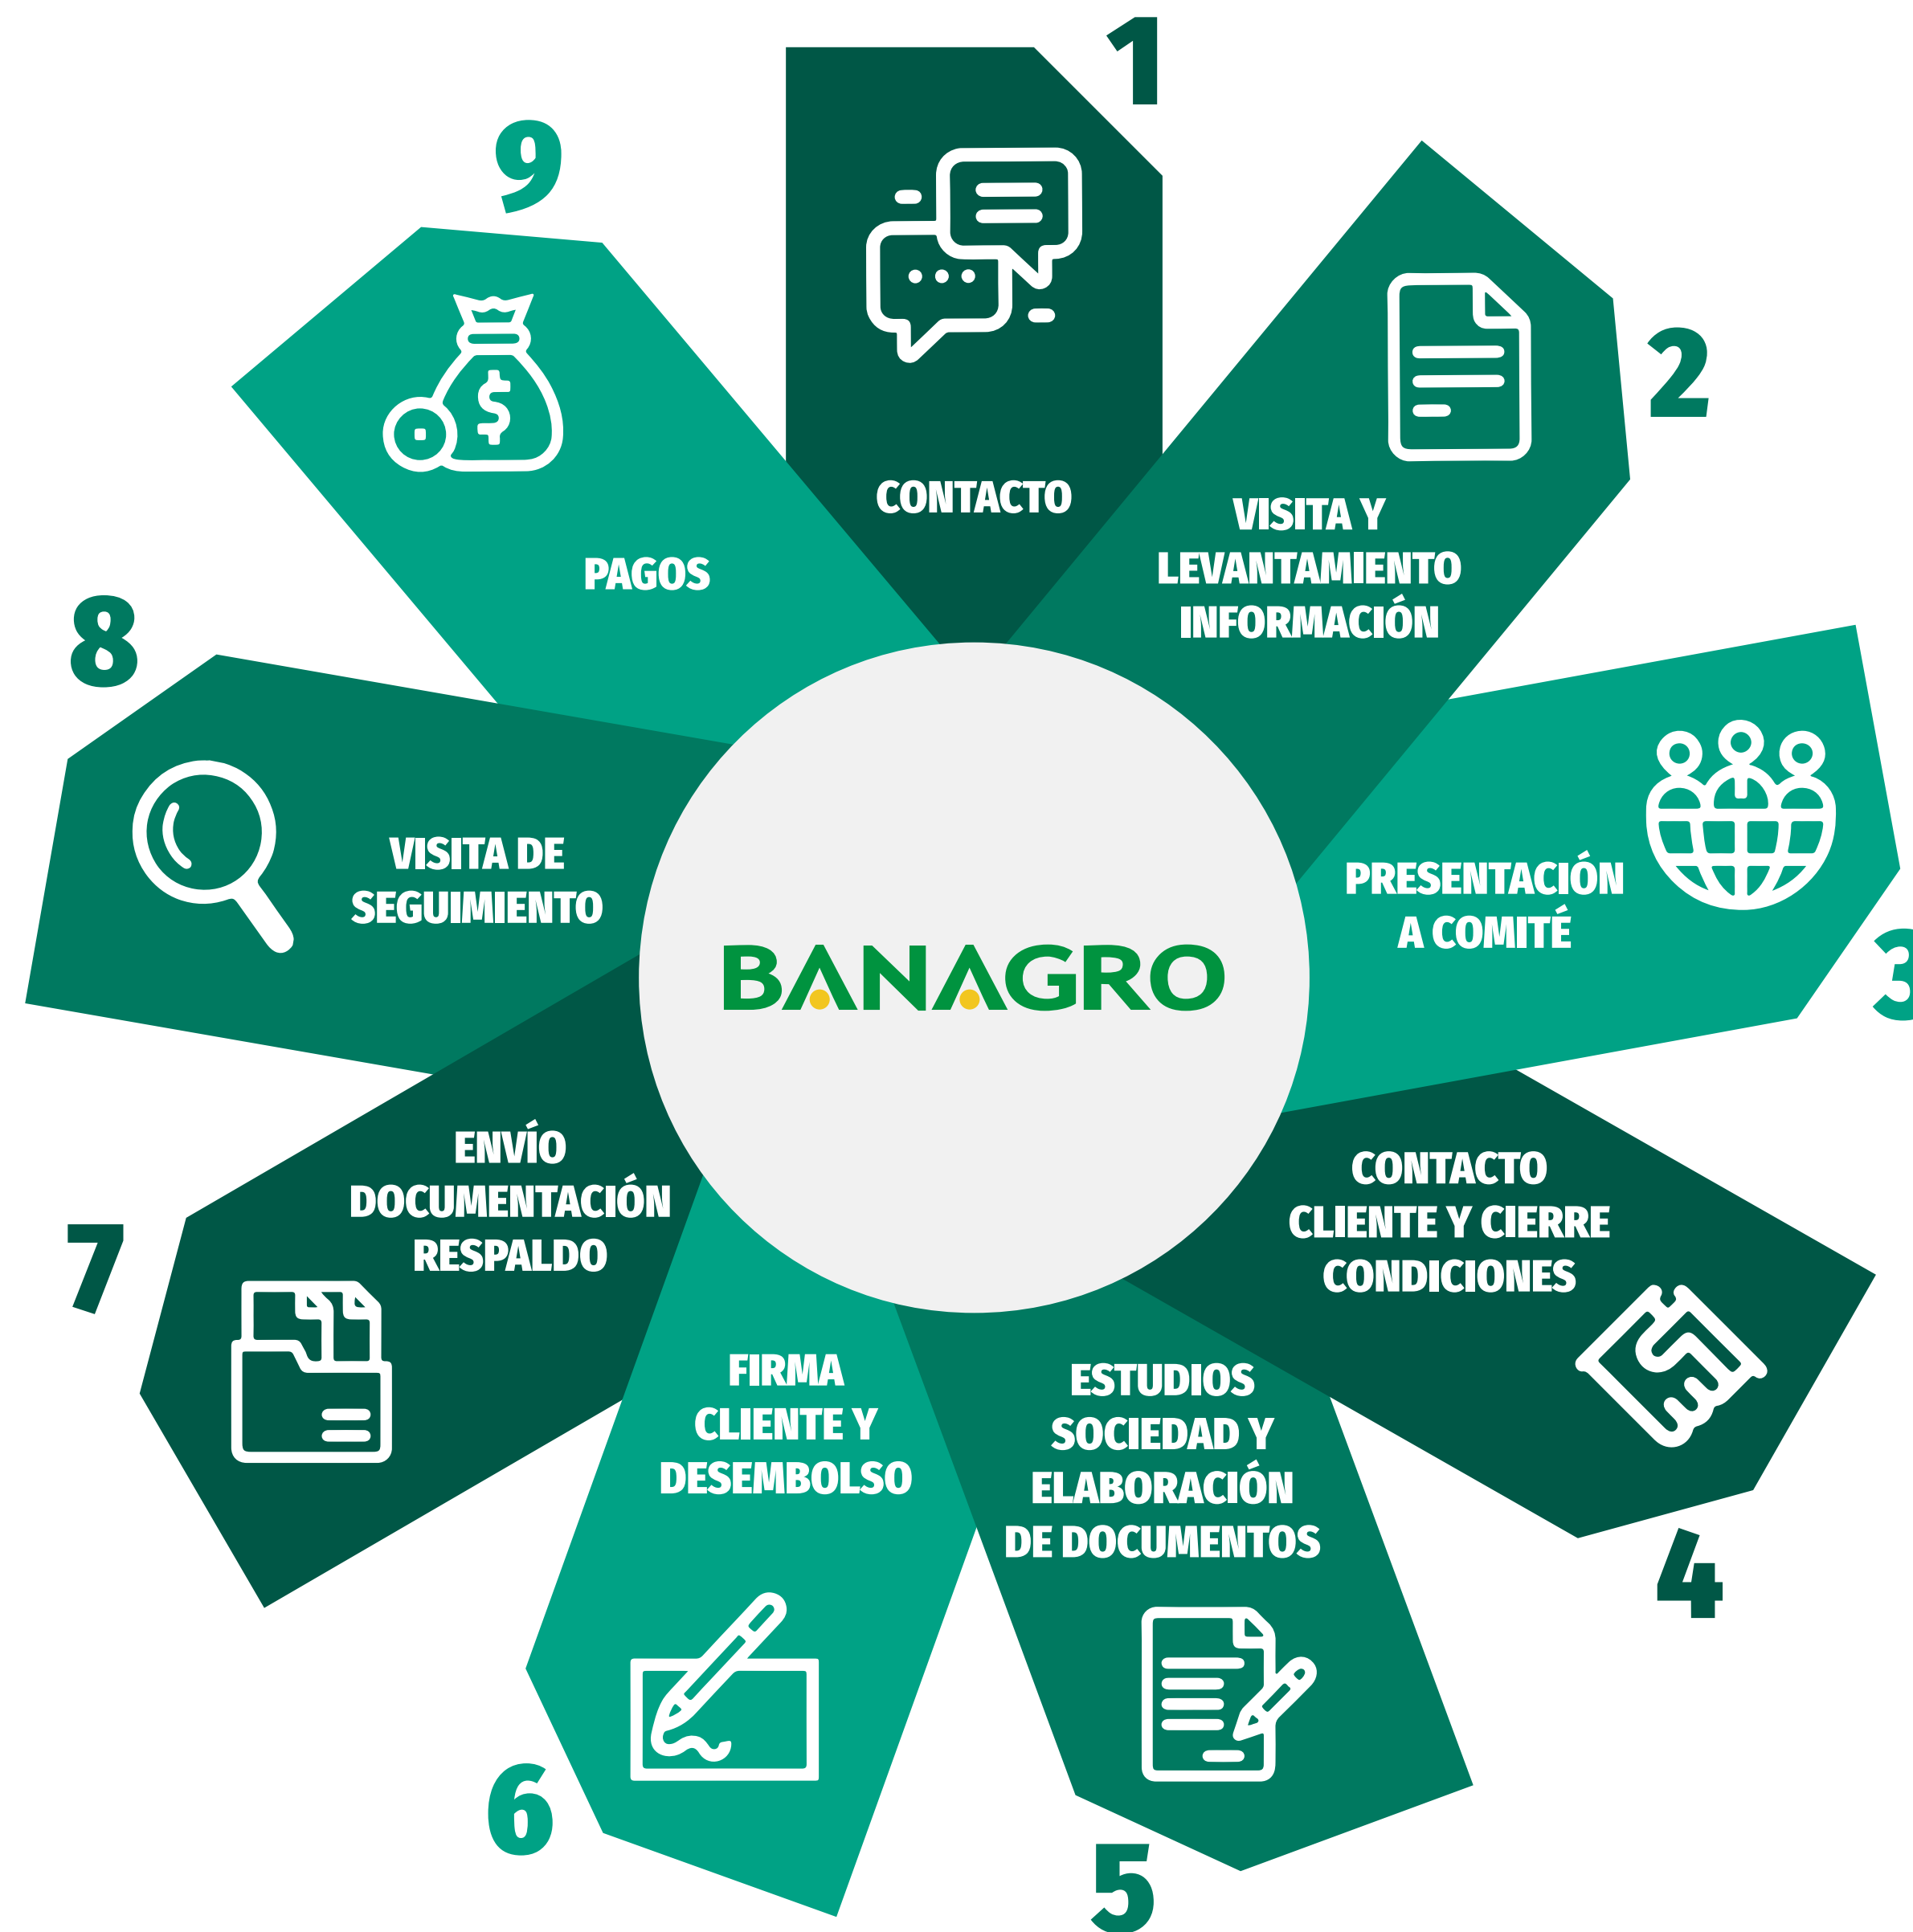 1
CONTACTO
2
VISITA Y
LEVANTAMIENTO
INFORMACIÓN
3
PRESENTACIÓN
A COMITÉ
4
CONTACTO
CLIENTE Y CIERRE
CONDICIONES
5
ESTUDIOS
SOCIEDAD Y
ELABORACIÓN
DE DOCUMENTOS
6
FIRMA
CLIENTE Y
DESEMBOLSO
7
ENVÍO
DOCUMENTACIÓN
RESPALDO
8
VISITA DE
SEGUIMIENTO
9
PAGOS
BANAGRO